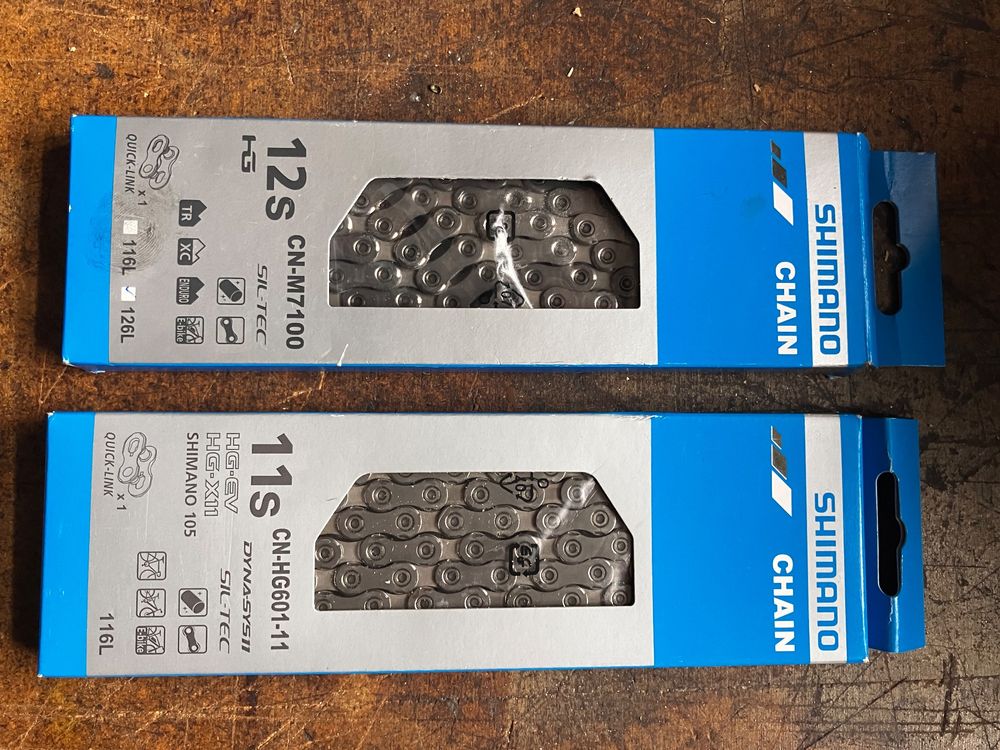 SHIMANO
CHAIN
12s
HG
CN-M7100
SIL-TEC
TR
XC
ENDURO
E-BIKE
QUICK-LINK x 1
116L
126L
SHIMANO
CHAIN
11s
CN-HG601-11
HG-EV
HG-X11
SHIMANO 105
DYNA-SYS11
SIL-TEC
E-BIKE
QUICK-LINK x 1
116L